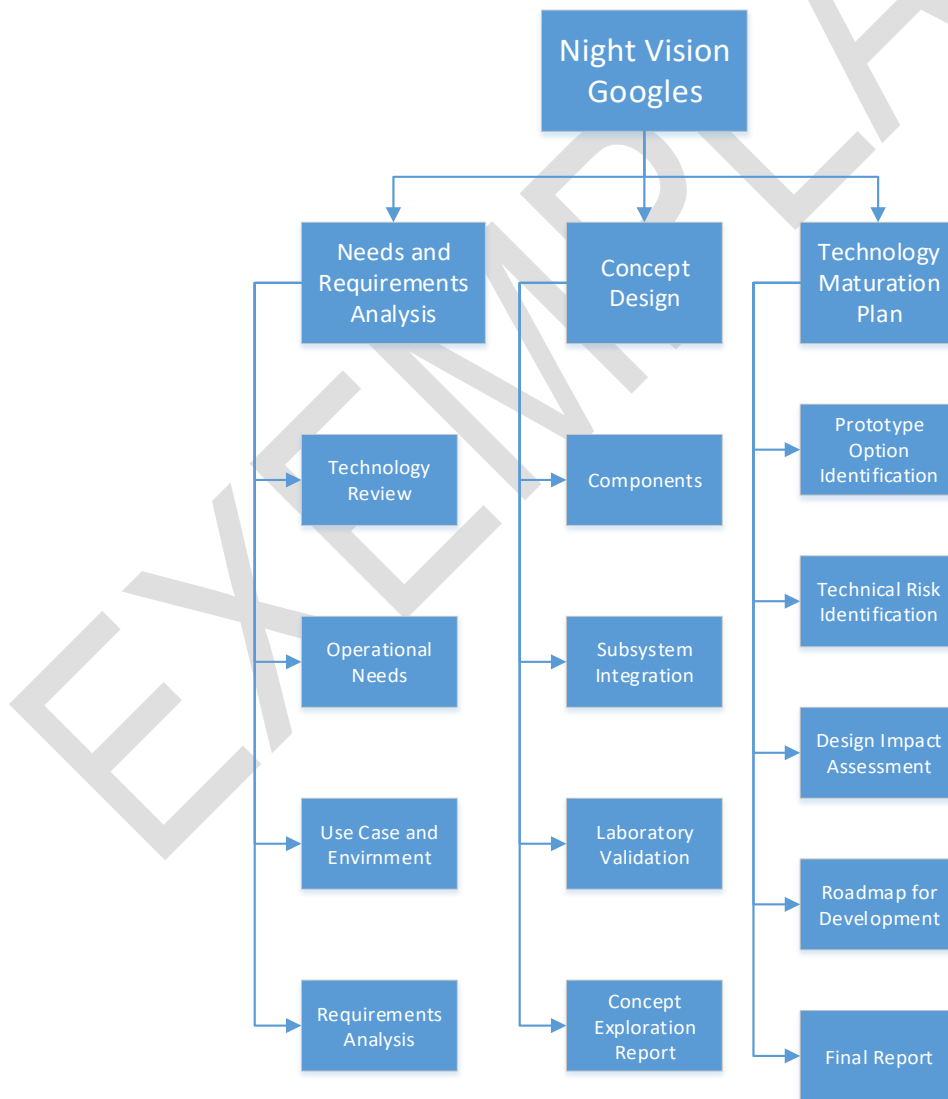 Night Vision
Googles
Needs and
Requirements
Analysis
Concept
Design
Technology
Maturation
Plan
Technology
Review
Operational
Needs
Use Case and
Envirnment
Requirements
Analysis
Components
Subsystem
Integration
Laboratory
Validation
Concept
Exploration
Report
Prototype
Option
Identification
Technical Risk
Identification
Design Impact
Assessment
Roadmap for
Development
Final Report
EXEMPLA